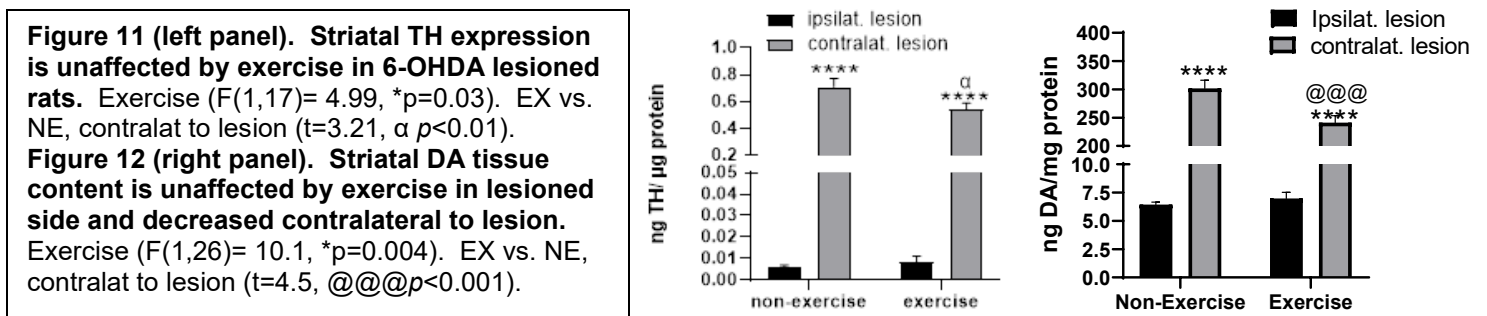 Figure 11 (left panel). Striatal TH expression
is unaffected by exercise in 6-OHDA lesioned
rats. Exercise (F(1,17)= 4.99, *p=0.03). EX vs.
NE, contralat to lesion (t=3.21, α p<0.01).
Figure 12 (right panel). Striatal DA tissue
content is unaffected by exercise in lesioned
side and decreased contralateral to lesion.
Exercise (F(1,26)= 10.1, *p=0.004). EX vs. NE,
contralat to lesion (t=4.5, @@@p<0.001).
ipsilat. lesion
contralat. lesion
ng TH/ µg protein
1.0
0.8
0.6
0.4
0.2
0.05
0.04
0.03
0.02
0.01
0.00
****
α
****
non-exercise
exercise
Ipsilat. lesion
contralat. lesion
ng DA/mg protein
400
350
300
250
200
10.0
7.5
5.0
2.5
0.0
****
@@@
****
Non-Exercise
Exercise